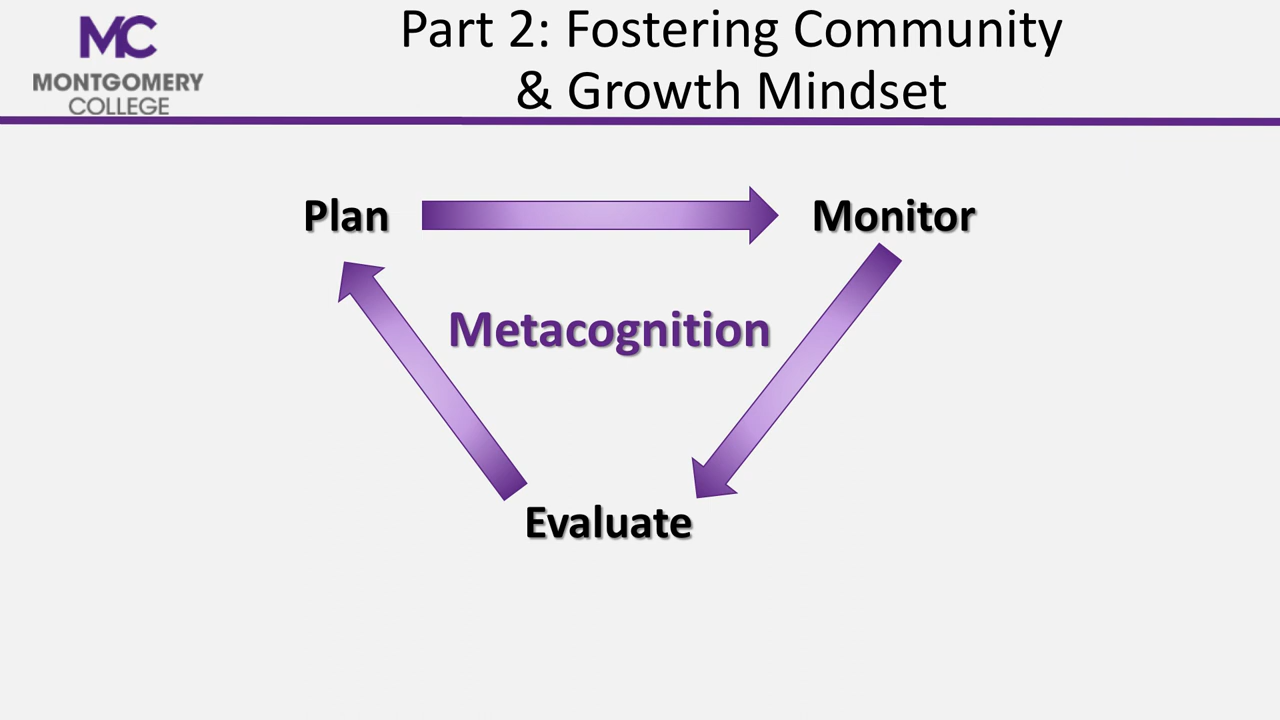 MC
MONTGOMERY
COLLEGE
Part 2: Fostering Community
& Growth Mindset
Plan
Monitor
Metacognition
Evaluate